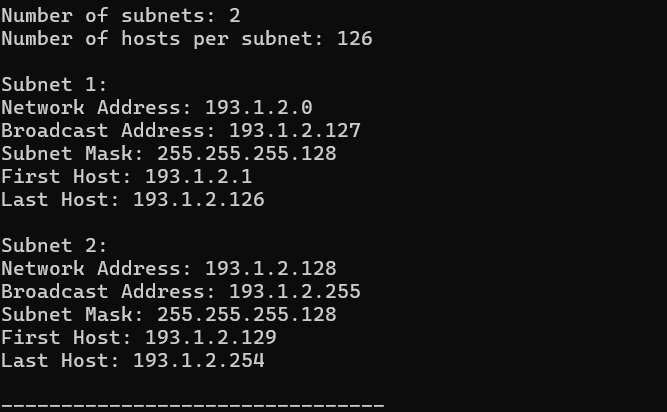 Number of subnets: 2
Number of hosts per subnet: 126
Subnet 1:
Network Address: 193.1.2.0
Broadcast Address: 193.1.2.127
Subnet Mask: 255.255.255.128
First Host: 193.1.2.1
Last Host: 193.1.2.126
Subnet 2:
Network Address: 193.1.2.128
Broadcast Address: 193.1.2.255
Subnet Mask: 255.255.255.128
First Host: 193.1.2.129
Last Host: 193.1.2.254
--------------------------------